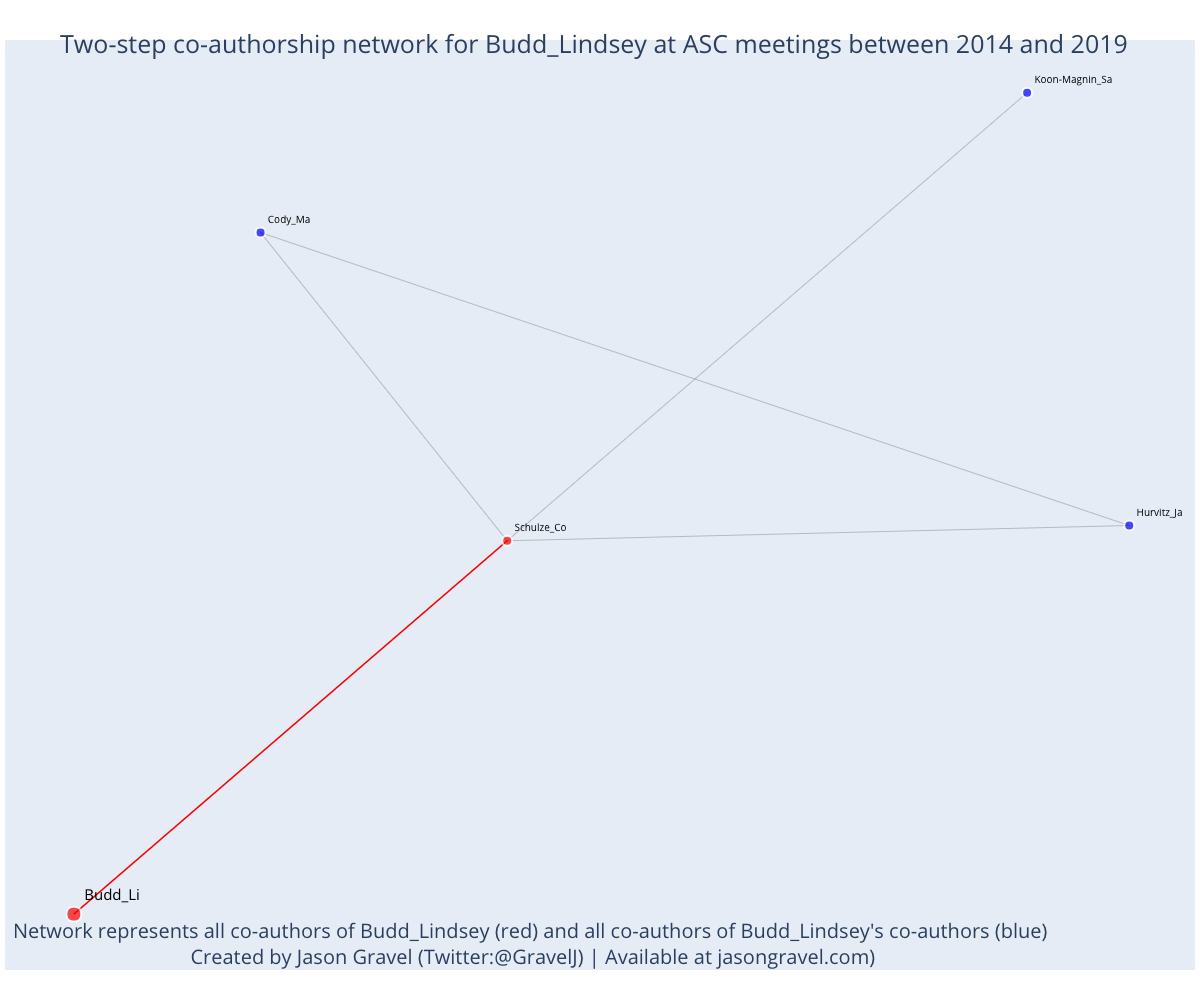 Two-step co-authorship network for Budd_Lindsey at ASC meetings between 2014 and 2019
Koon-Magnin_Sa
Cody_Ma
Hurvitz_Ja
Schulze_Co
Budd_Li
Network represents all co-authors of Budd_Lindsey (red) and all co-authors of Budd_Lindsey's co-authors (blue)
Created by Jason Gravel (Twitter:@GravelJ) | Available at jasongravel.com)